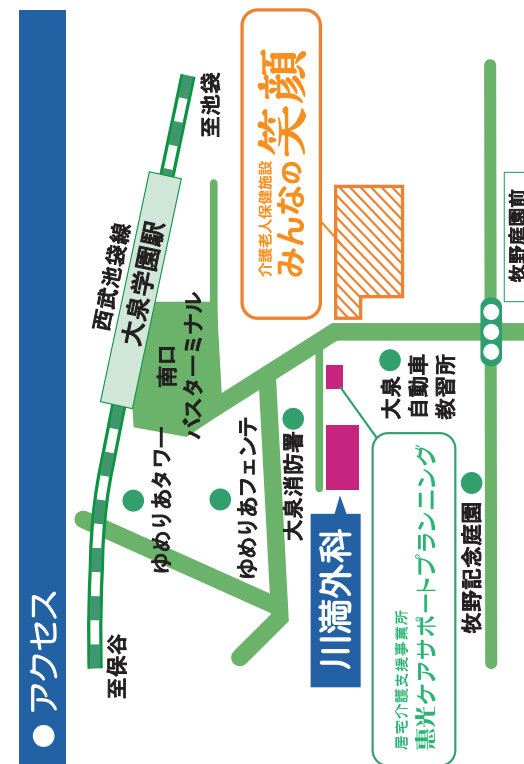 ● アクセス
至池袋
西武池袋線
大泉学園駅
南口
バスターミナル
至保谷
ゆめりあタワー
ゆめりあフェンテ
大泉消防署
介護老人保健施設
みんなの笑顔
川満外科
大泉
自動車
教習所
居宅介護支援事業所
恵光ケアサポートプランニング
牧野記念庭園
牧野庭園前